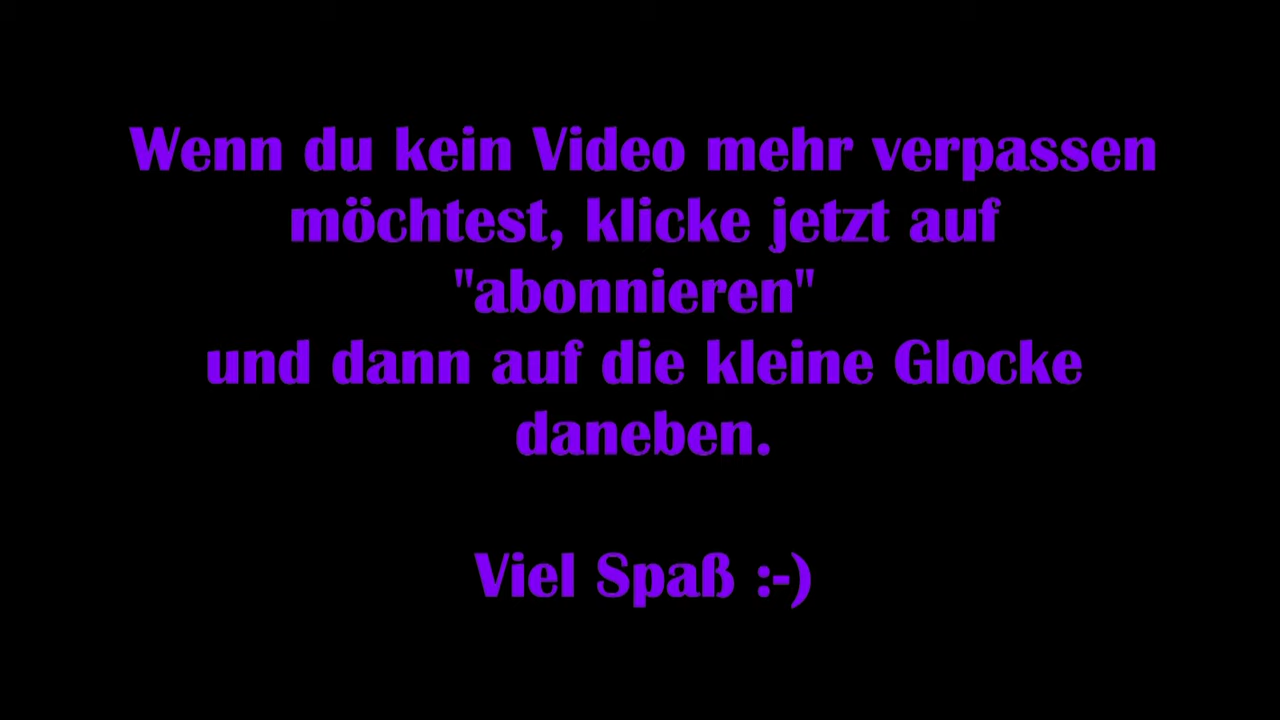 Wenn du kein Video mehr verpassen
möchtest, klicke jetzt auf
"abonnieren"
und dann auf die kleine Glocke
daneben.
Viel Spaß :-)